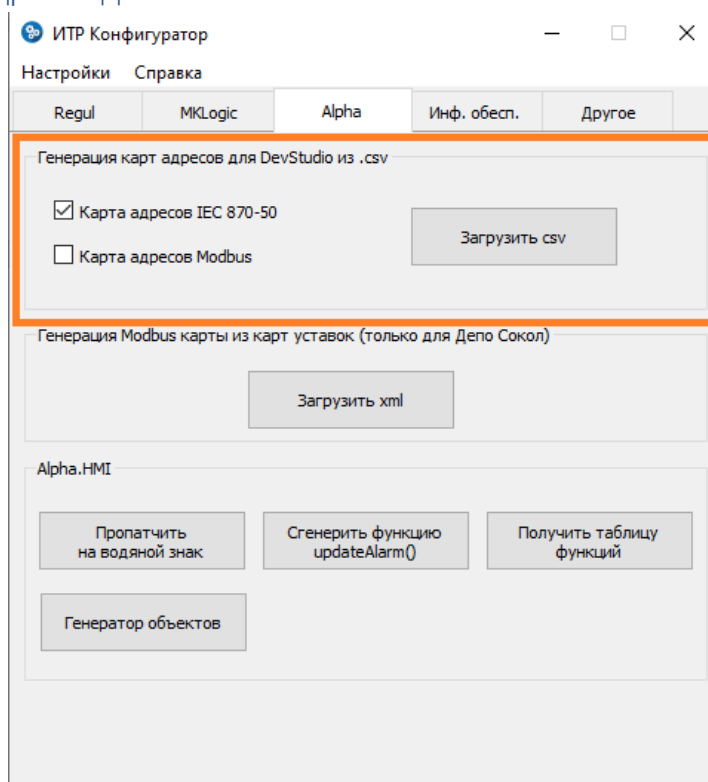 ИТР Конфигуратор
Настройки Справка
Regul MKLogic Alpha Инф. обесп. Другое
Генерация карт адресов для DevStudio из .csv
Карта адресов IEC 870-50
Загрузить csv
Карта адресов Modbus
Генерация Modbus карты из карт уставок (только для Депо Сокол)
Загрузить xml
Alpha.HMI
Пропатчить
на водяной знак
Сгенерить функцию
updateAlarm()
Получить таблицу
функций
Генератор объектов